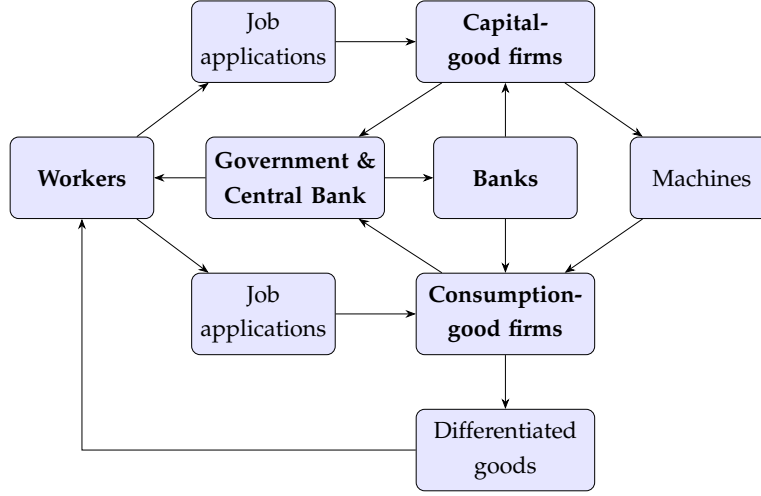 Job
applications
Capital-
good firms
Workers
Government &
Central Bank
Banks
Machines
Job
applications
Consumption-
good firms
Differentiated
goods